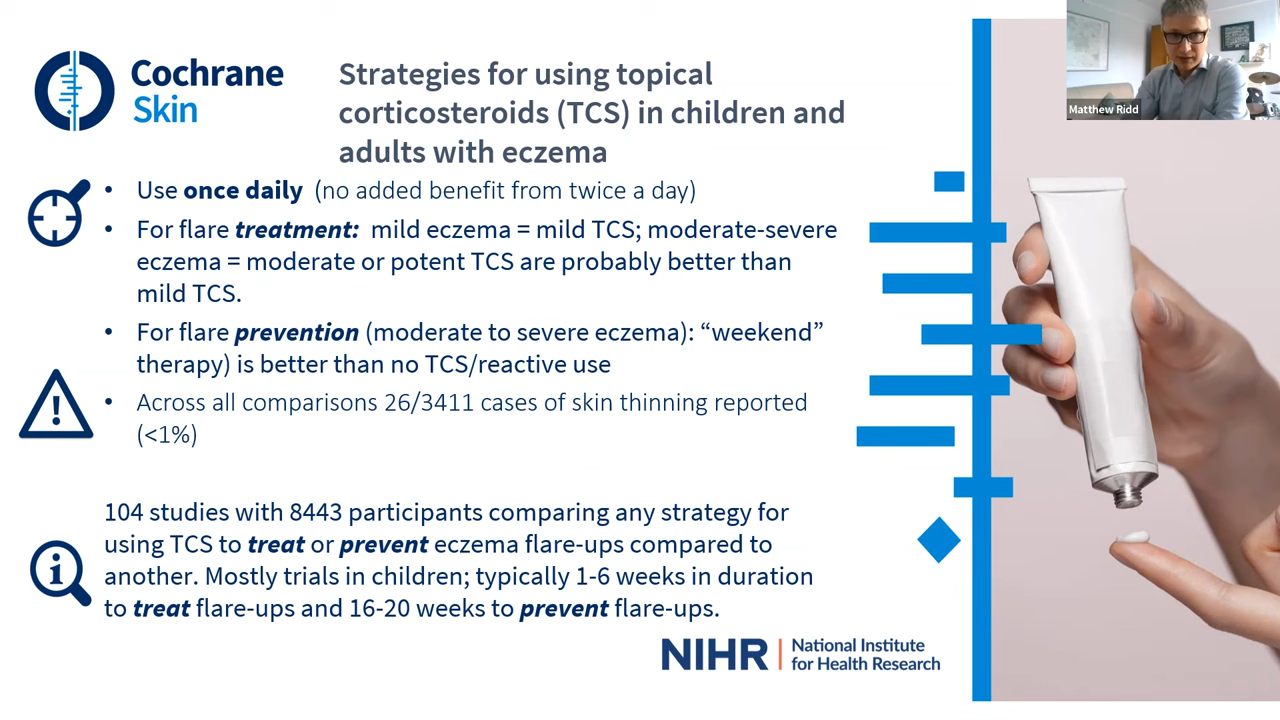 Cochrane
Skin
Strategies for using topical
corticosteroids (TCS) in children and
adults with eczema
Matthew Ridd
• Use once daily (no added benefit from twice a day)
• For flare treatment: mild eczema = mild TCS; moderate-severe
eczema = moderate or potent TCS are probably better than
mild TCS.
• For flare prevention (moderate to severe eczema): “weekend”
therapy) is better than no TCS/reactive use
• Across all comparisons 26/3411 cases of skin thinning reported
(<1%)
104 studies with 8443 participants comparing any strategy for
using TCS to treat or prevent eczema flare-ups compared to
another. Mostly trials in children; typically 1-6 weeks in duration
to treat flare-ups and 16-20 weeks to prevent flare-ups.
NIHR | National Institute
for Health Research